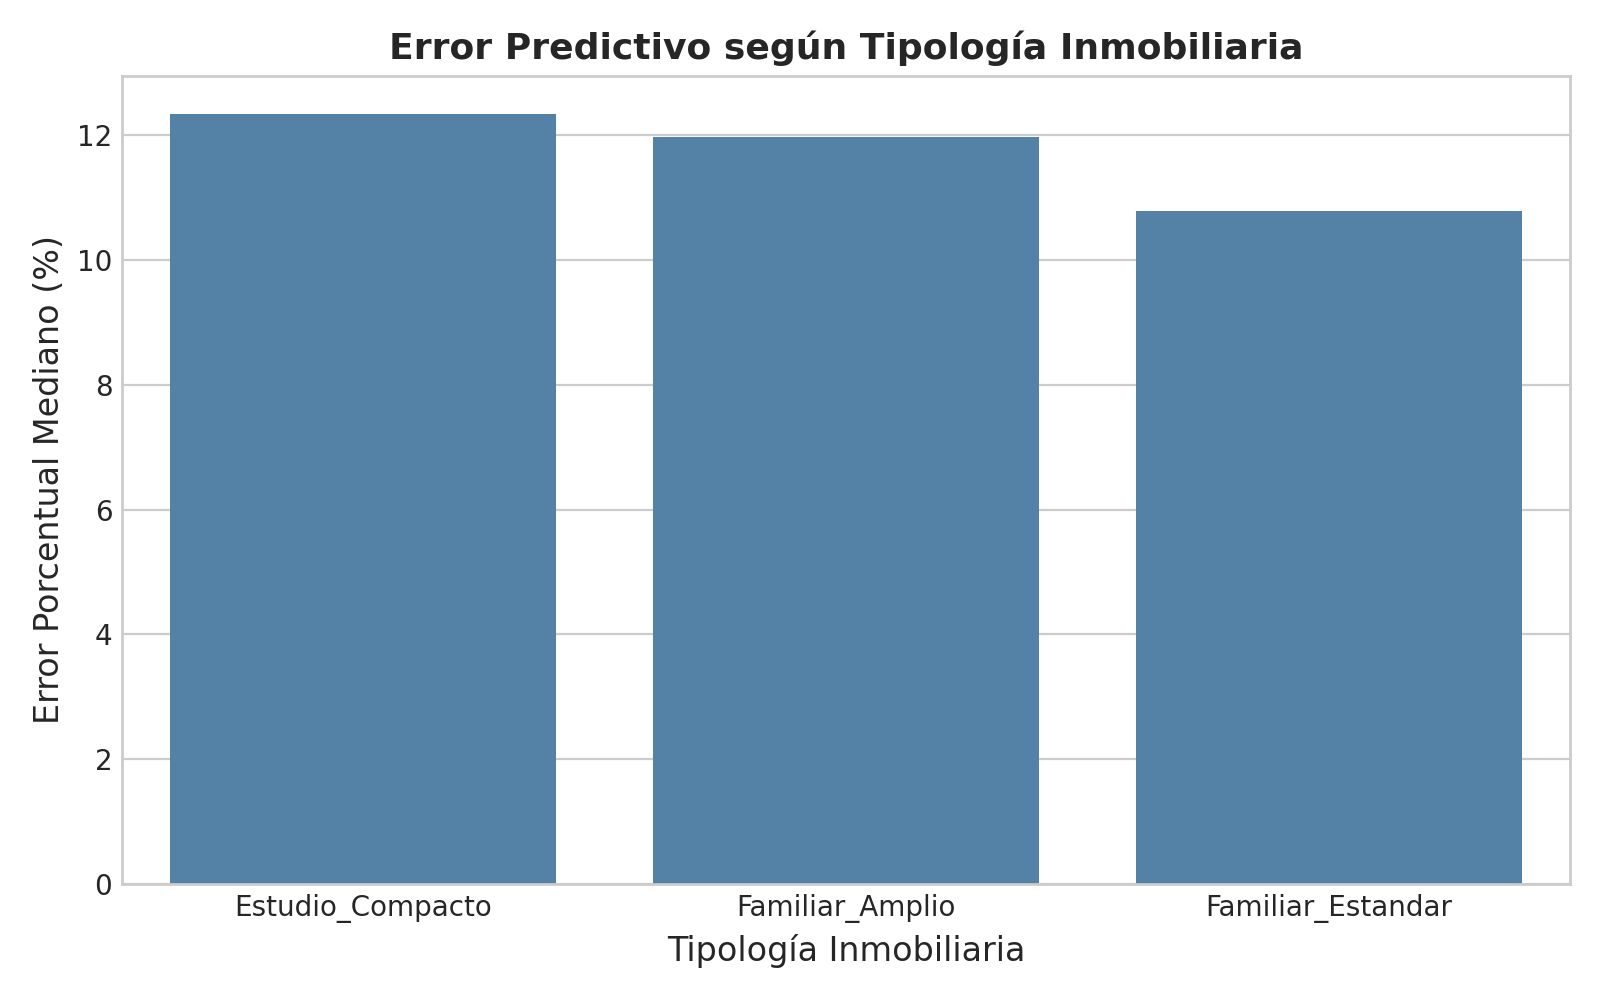 Error Predictivo según Tipología Inmobiliaria
Error Porcentual Mediano (%)
12
10
8
6
4
2
0
Estudio_Compacto
Familiar_Amplio
Familiar_Estandar
Tipología Inmobiliaria